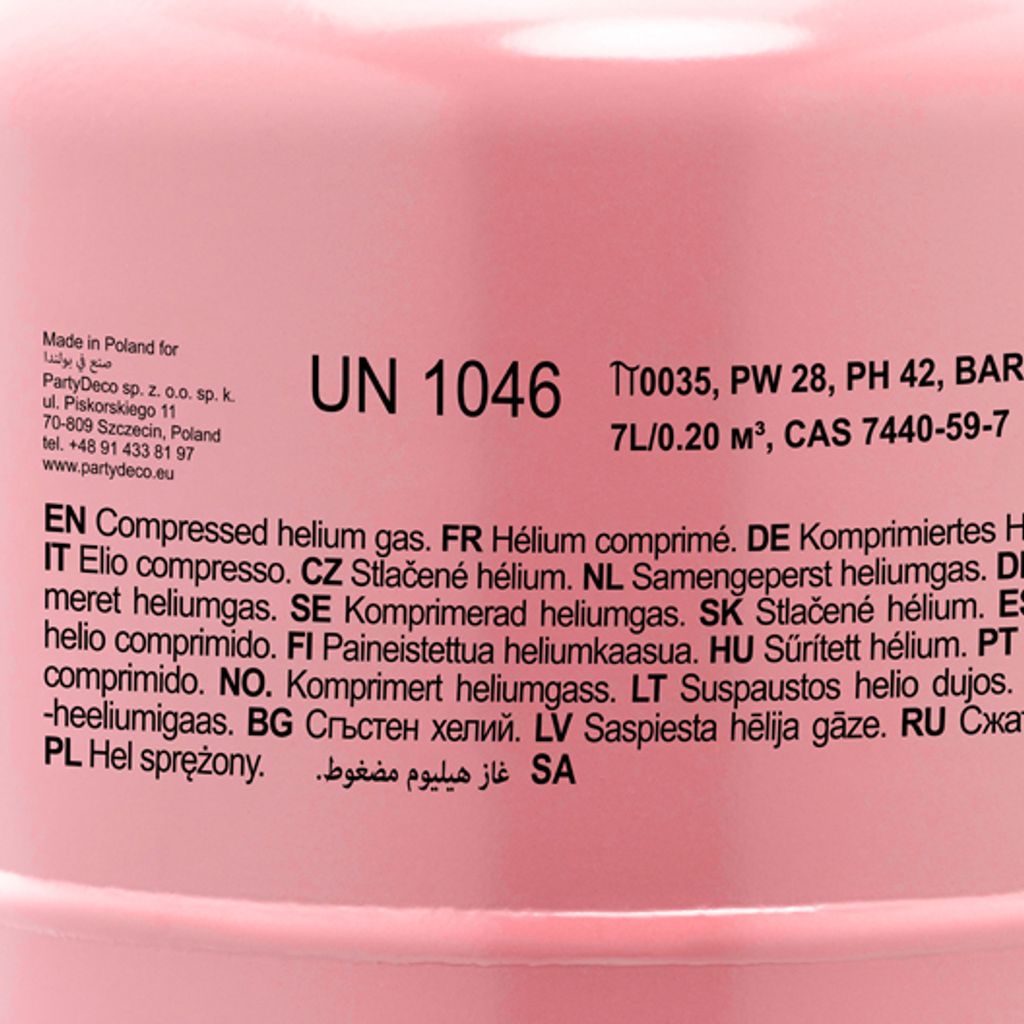 Made in Poland for
صنع في بولندا
PartyDeco sp. z. o.o. sp. k.
ul. Piskorskiego 11
70-809 Szczecin, Poland
tel. +48 91 433 81 97
www.partydeco.eu
UN 1046
π0035, PW 28, PH 42, BAR
7L/0.20 м³, CAS 7440-59-7
EN Compressed helium gas. FR Hélium comprimé. DE Komprimiertes H
IT Elio compresso. CZ Stlačené hélium. NL Samengeperst heliumgas. D
meret heliumgas. SE Komprimerad heliumgas. SK Stlačené hélium. ES
helio comprimido. FI Paineistettua heliumkaasua. HU Sűrített hélium. PT
comprimido. NO. Komprimert heliumgass. LT Suspaustos helio dujos.
-heeliumigaas. BG Сгъстен хелий. LV Saspiesta hēlija gāze. RU Сжа
PL Hel sprężony. غاز هيليوم مضغوط. SA